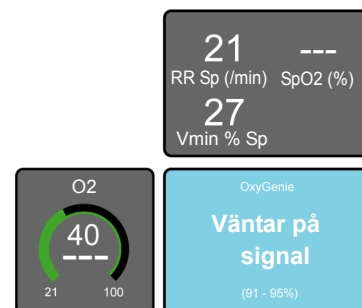 21 ---
RR Sp (/min) SpO2 (%)
27
Vmin % Sp
O2
40
---
21 100
OxyGenie
Väntar på
signal
(91 - 95%)